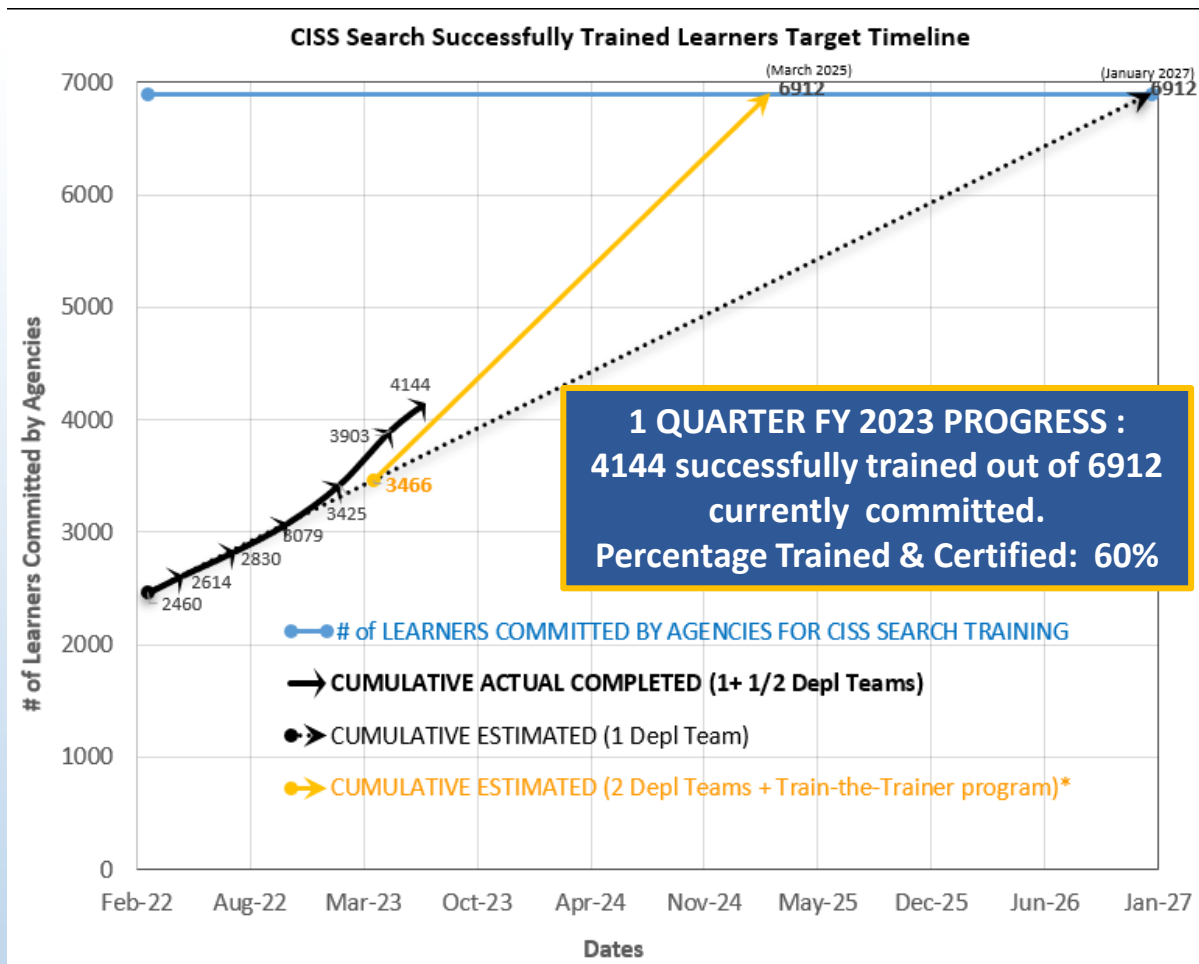 CISS Search Successfully Trained Learners Target Timeline
(March 2025)
(January 2027)
7000
6912
6912
6000
5000
4000
3000
2000
1000
0
# of Learners Committed by Agencies
4144
3903
3466
3425
3079
2830
2614
2460
1 QUARTER FY 2023 PROGRESS :
4144 successfully trained out of 6912
currently committed.
Percentage Trained & Certified: 60%
# of LEARNERS COMMITTED BY AGENCIES FOR CISS SEARCH TRAINING
CUMULATIVE ACTUAL COMPLETED (1+ 1/2 Depl Teams)
CUMULATIVE ESTIMATED (1 Depl Team)
CUMULATIVE ESTIMATED (2 Depl Teams + Train-the-Trainer program)*
Feb-22 Aug-22 Mar-23 Oct-23 Apr-24 Nov-24 May-25 Dec-25 Jun-26 Jan-27
Dates